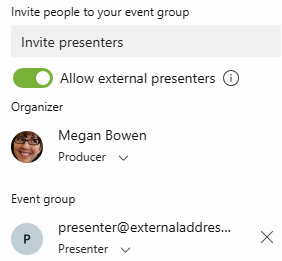 Invite people to your event group
Invite presenters
Allow external presenters
Organizer
Megan Bowen
Producer
Event group
P
presenter@externaladdres...
Presenter